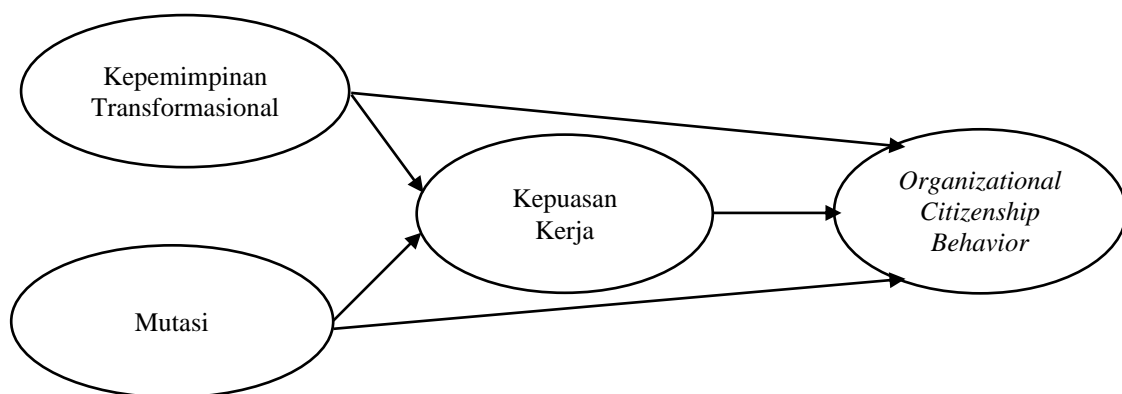 Kepemimpinan
Transformasional
Kepuasan
Kerja
Organizational
Citizenship
Behavior
Mutasi